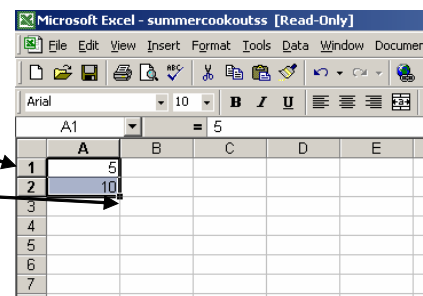 Microsoft Excel - summercookoutss [Read-Only]
File Edit View Insert Format Tools Data Window Documen
ABC
Arial 10 B I U a
A1 = 5
A B C D E
1 5
2 10
3
4
5
6
7